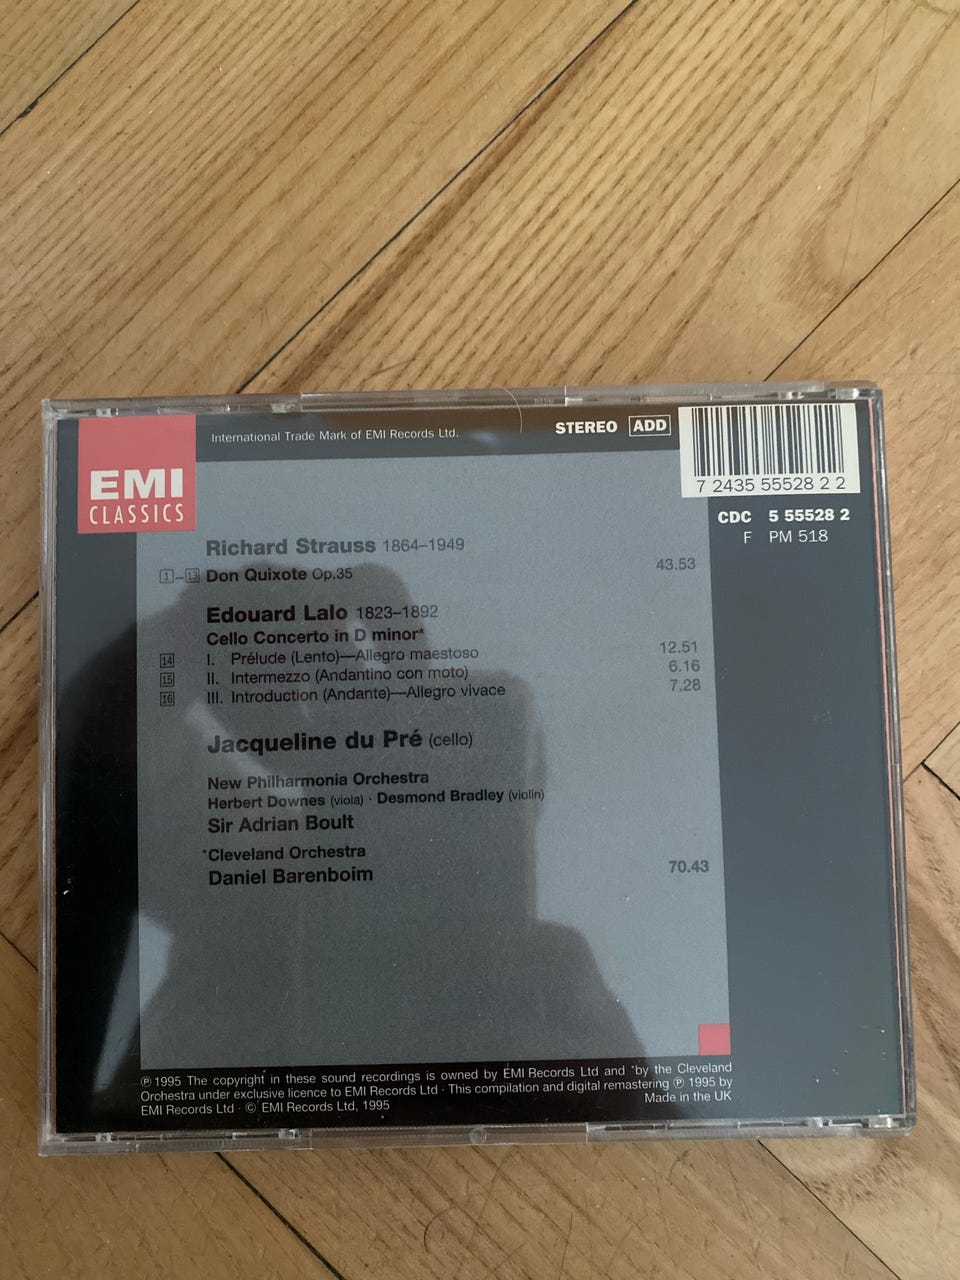 EMI
CLASSICS
International Trade Mark of EMI Records Ltd.
STEREO ADD
7 24355 55528 2 2
CDC 5 55528 2
F PM 518
Richard Strauss 1864–1949
1–13 Don Quixote Op.35 43.53
Edouard Lalo 1823–1892
Cello Concerto in D minor*
14 I. Prélude (Lento)—Allegro maestoso 12.51
15 II. Intermezzo (Andantino con moto) 6.16
16 III. Introduction (Andante)—Allegro vivace 7.28
Jacqueline du Pré (cello)
New Philharmonia Orchestra
Herbert Downes (viola) · Desmond Bradley (violin)
Sir Adrian Boult
*Cleveland Orchestra
Daniel Barenboim 70.43
℗ 1995 The copyright in these sound recordings is owned by EMI Records Ltd and *by the Cleveland
Orchestra under exclusive licence to EMI Records Ltd · This compilation and digital remastering ℗ 1995 by
EMI Records Ltd · © EMI Records Ltd, 1995 Made in the UK